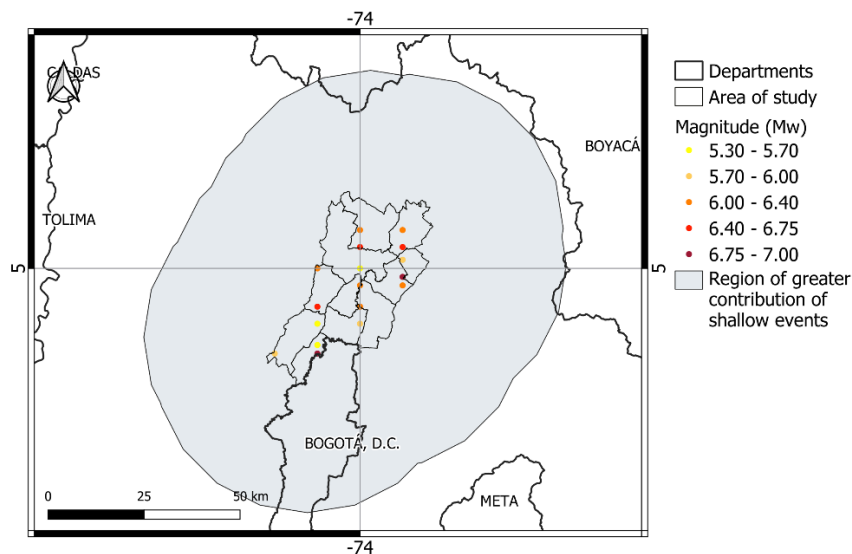 -74
CALDAS
BOYACÁ
TOLIMA
5
5
BOGOTÁ, D.C.
META
0 25 50 km
-74
Departments
Area of study
Magnitude (Mw)
5.30 - 5.70
5.70 - 6.00
6.00 - 6.40
6.40 - 6.75
6.75 - 7.00
Region of greater
contribution of
shallow events